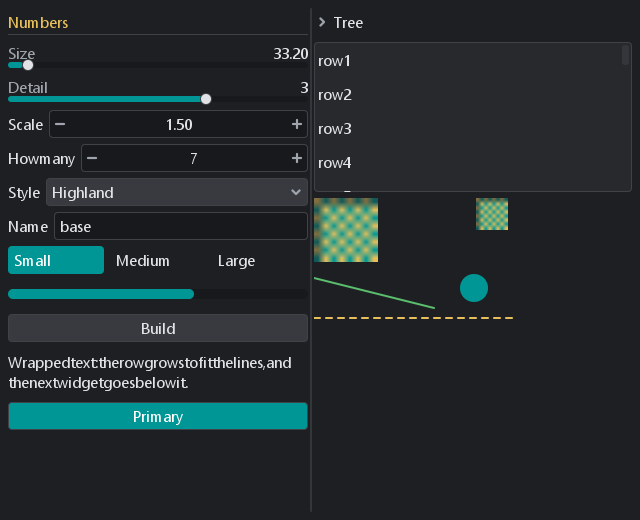 Numbers
Size 33.20
Detail 3
Scale − 1.50 +
Howmany − 7 +
Style Highland
Name base
Small Medium Large
Build
Wrappedtext:therowgrowstofitthelines,and
thenextwidgetgoesbelowit.
Primary
Tree
row1
row2
row3
row4